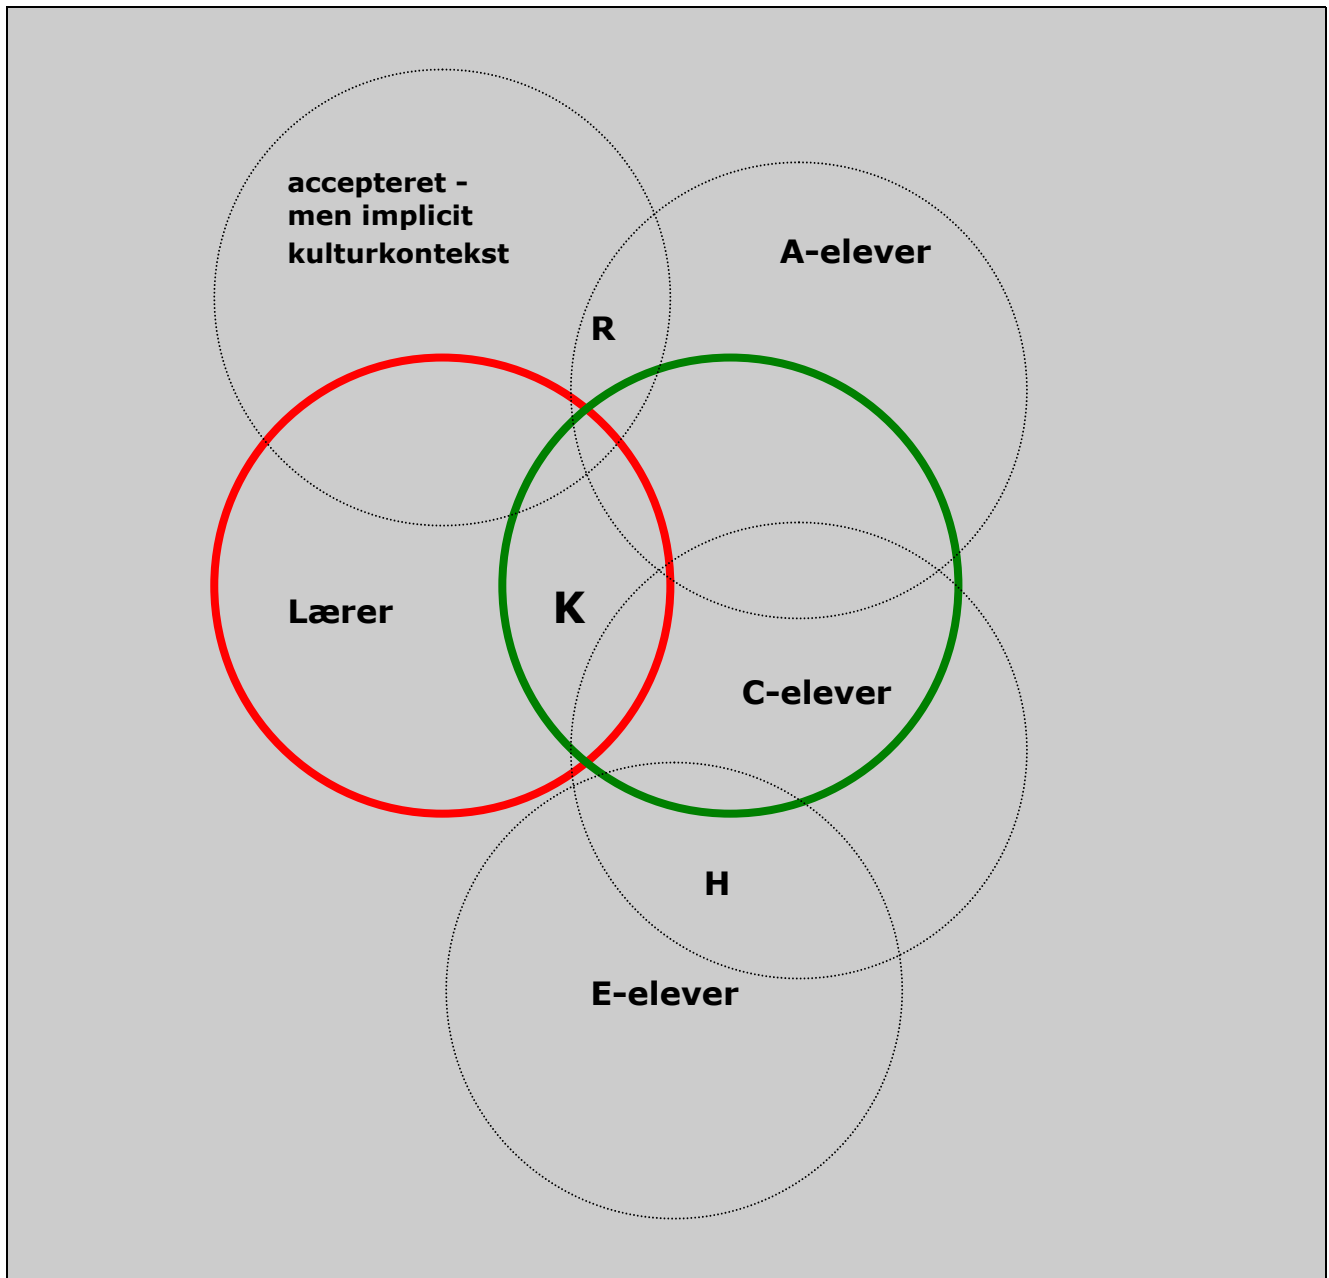 accepteret -
men implicit
kulturkontekst
A-elever
R
Lærer
K
C-elever
H
E-elever